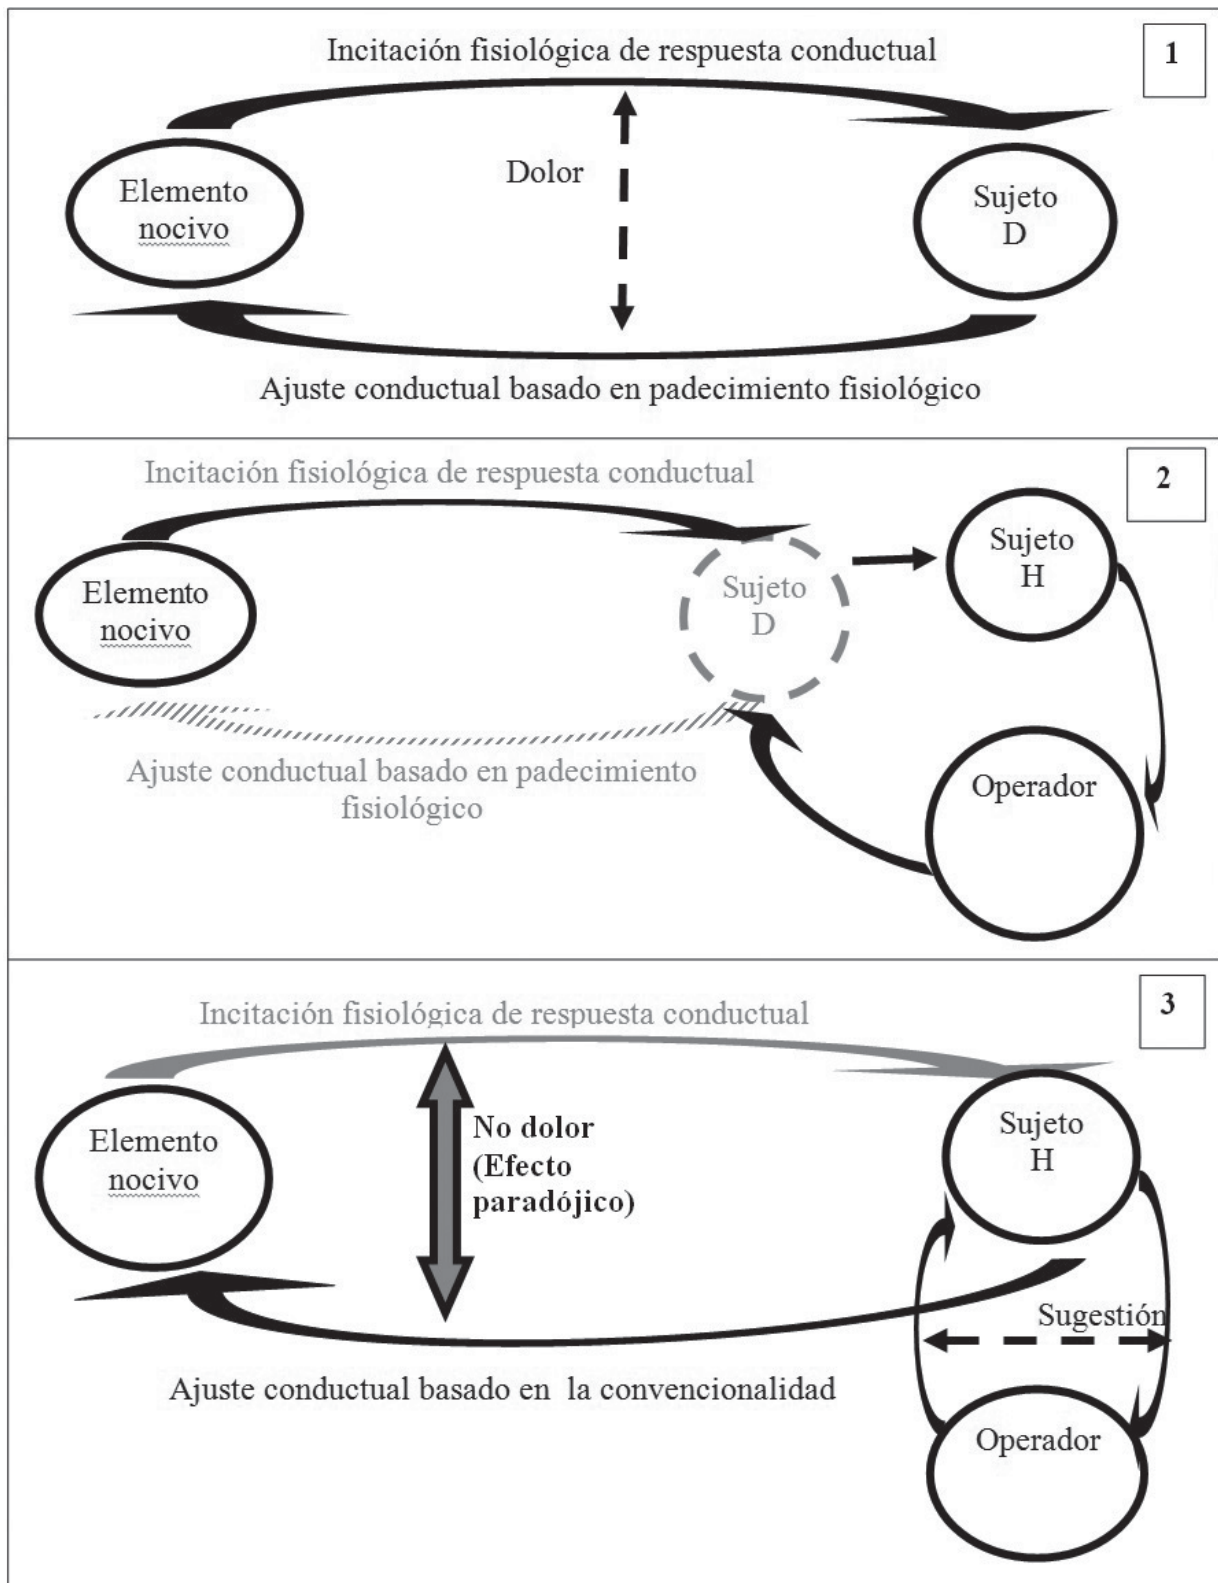 Incitación fisiológica de respuesta conductual
1
Elemento
nocivo
Dolor
Sujeto
D
Ajuste conductual basado en padecimiento fisiológico
Incitación fisiológica de respuesta conductual
2
Elemento
nocivo
Sujeto
D
Sujeto
H
Operador
Ajuste conductual basado en padecimiento
fisiológico
3
Incitación fisiológica de respuesta conductual
Elemento
nocivo
No dolor
(Efecto
paradójico)
Sujeto
H
Sugestión
Ajuste conductual basado en la convencionalidad
Operador